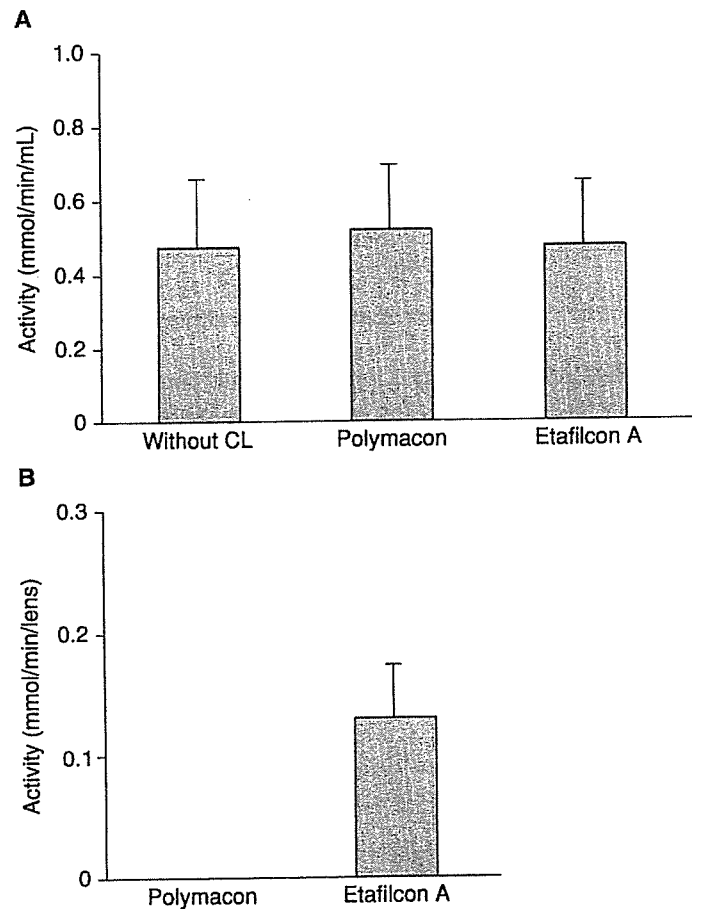 A
Activity (mmol/min/mL)
1.0
0.8
0.6
0.4
0.2
0
Without CL
Polymacon
Etafilcon A
B
Activity (mmol/min/lens)
0.3
0.2
0.1
0
Polymacon
Etafilcon A